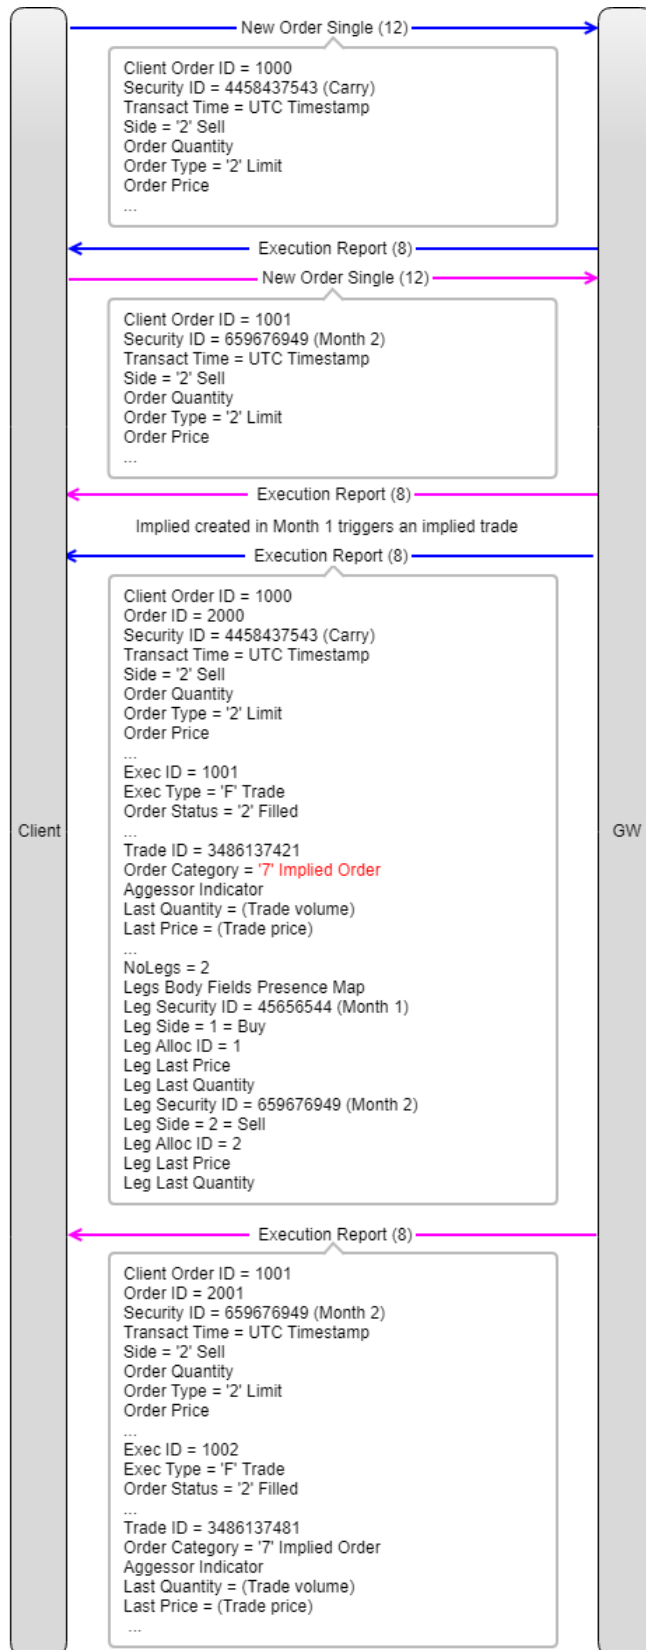 New Order Single (12)
Client Order ID = 1000
Security ID = 4458437543 (Carry)
Transact Time = UTC Timestamp
Side = '2' Sell
Order Quantity
Order Type = '2' Limit
Order Price
...
Execution Report (8)
New Order Single (12)
Client Order ID = 1001
Security ID = 659676949 (Month 2)
Transact Time = UTC Timestamp
Side = '2' Sell
Order Quantity
Order Type = '2' Limit
Order Price
...
Execution Report (8)
Implied created in Month 1 triggers an implied trade
Execution Report (8)
Client Order ID = 1000
Order ID = 2000
Security ID = 4458437543 (Carry)
Transact Time = UTC Timestamp
Side = '2' Sell
Order Quantity
Order Type = '2' Limit
Order Price
...
Exec ID = 1001
Exec Type = 'F' Trade
Order Status = '2' Filled
...
Client
GW
Trade ID = 3486137421
Order Category = '7' Implied Order
Aggessor Indicator
Last Quantity = (Trade volume)
Last Price = (Trade price)
...
NoLegs = 2
Legs Body Fields Presence Map
Leg Security ID = 45656544 (Month 1)
Leg Side = 1 = Buy
Leg Alloc ID = 1
Leg Last Price
Leg Last Quantity
Leg Security ID = 659676949 (Month 2)
Leg Side = 2 = Sell
Leg Alloc ID = 2
Leg Last Price
Leg Last Quantity
Execution Report (8)
Client Order ID = 1001
Order ID = 2001
Security ID = 659676949 (Month 2)
Transact Time = UTC Timestamp
Side = '2' Sell
Order Quantity
Order Type = '2' Limit
Order Price
...
Exec ID = 1002
Exec Type = 'F' Trade
Order Status = '2' Filled
...
Trade ID = 3486137481
Order Category = '7' Implied Order
Aggessor Indicator
Last Quantity = (Trade volume)
Last Price = (Trade price)
...